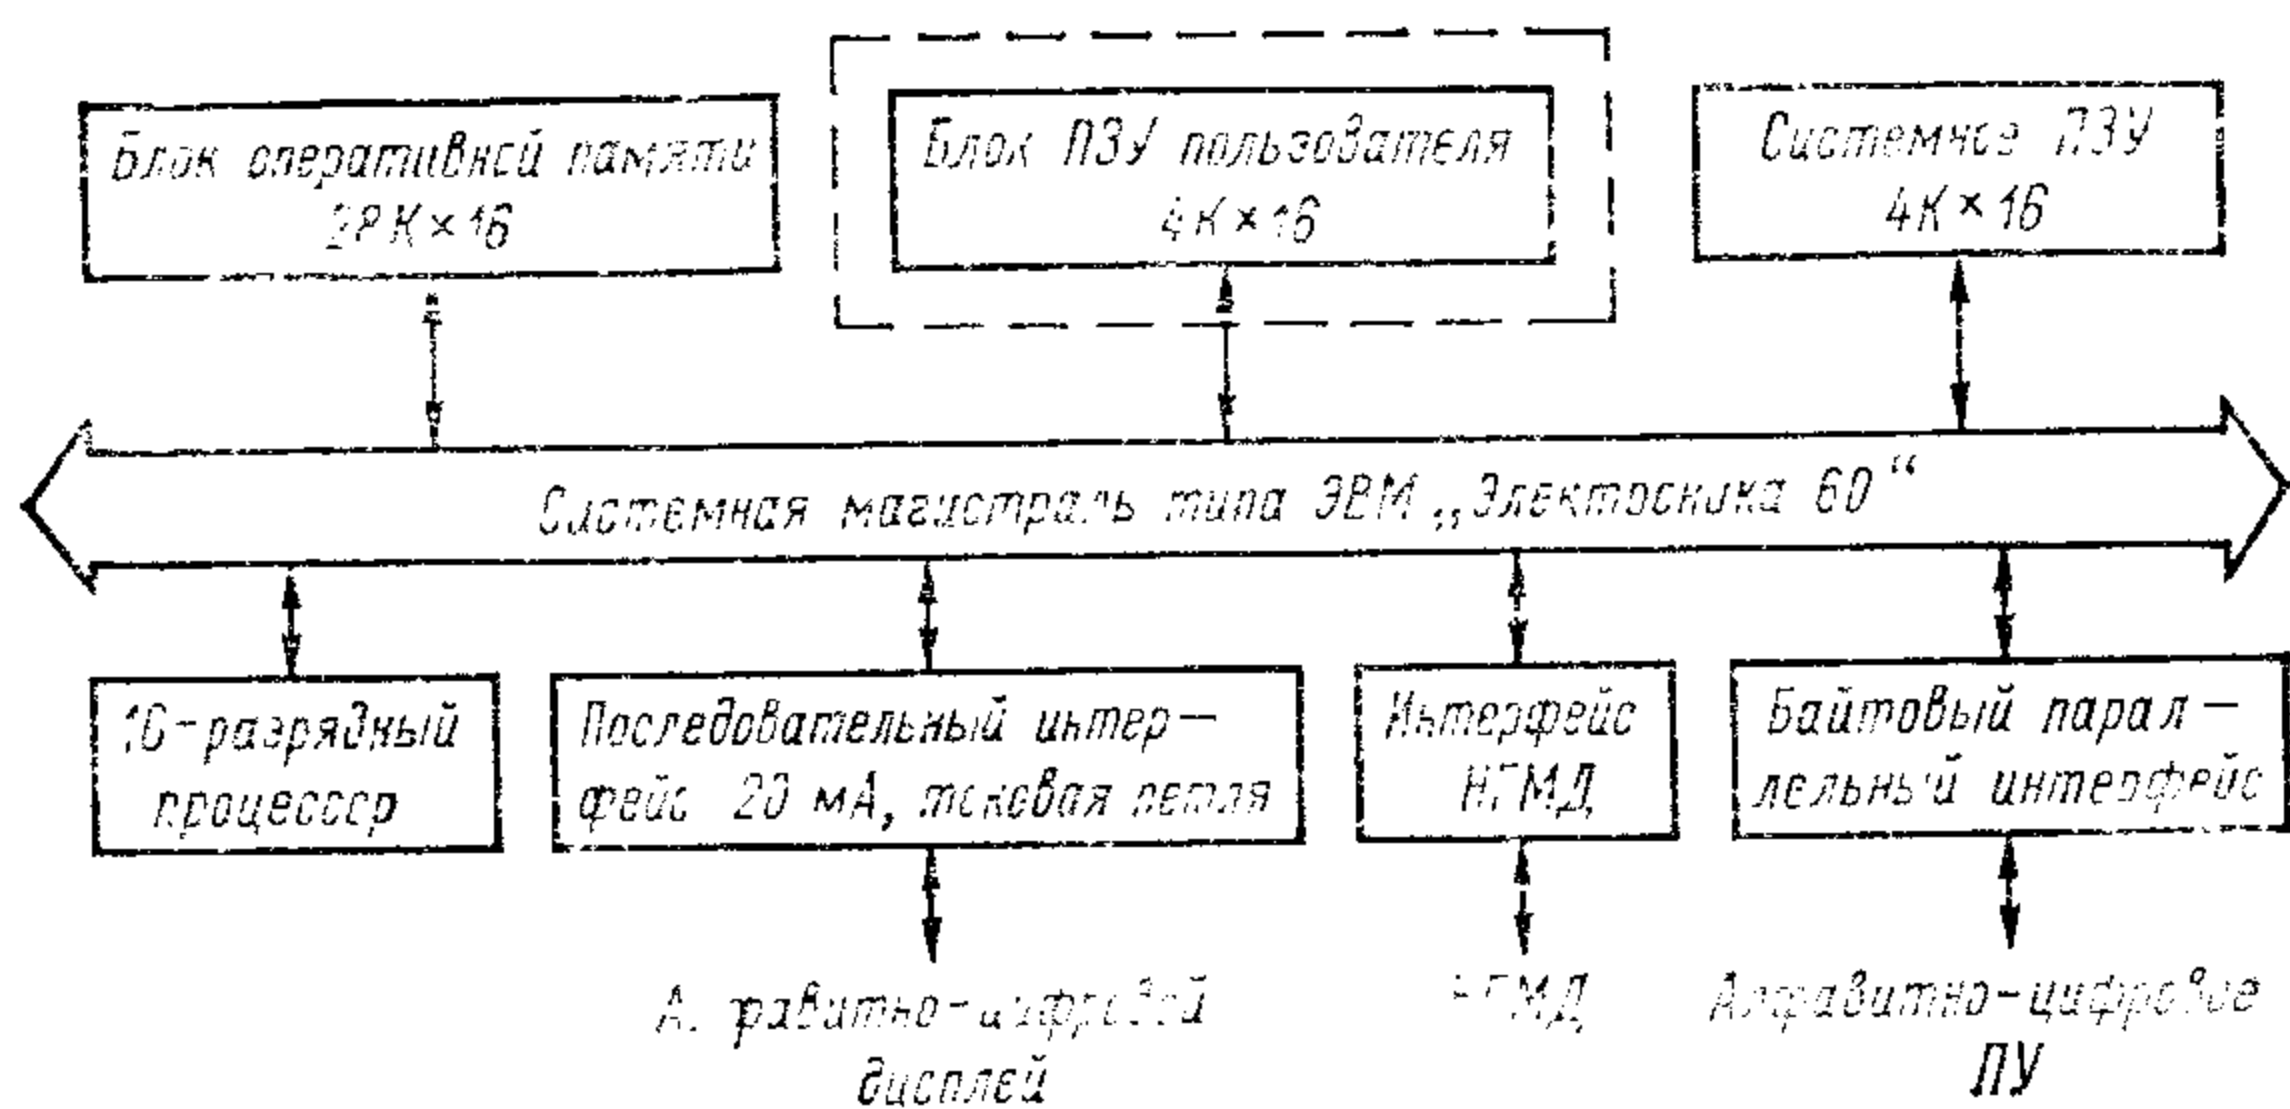 Блок оперативной памяти
28К×16
Блок ПЗУ пользователя
4К×16
Системное ПЗУ
4К×16
Системная магистраль типа ЭВМ „Электроника 60“
16-разрядный
процессор
Последовательный интер—
фейс 20 мА, токовая петля
Интерфейс
НГМД
Байтовый парал—
лельный интерфейс
Алфавитно-цифровой
дисплей
НГМД
Алфавитно-цифровое
ПУ